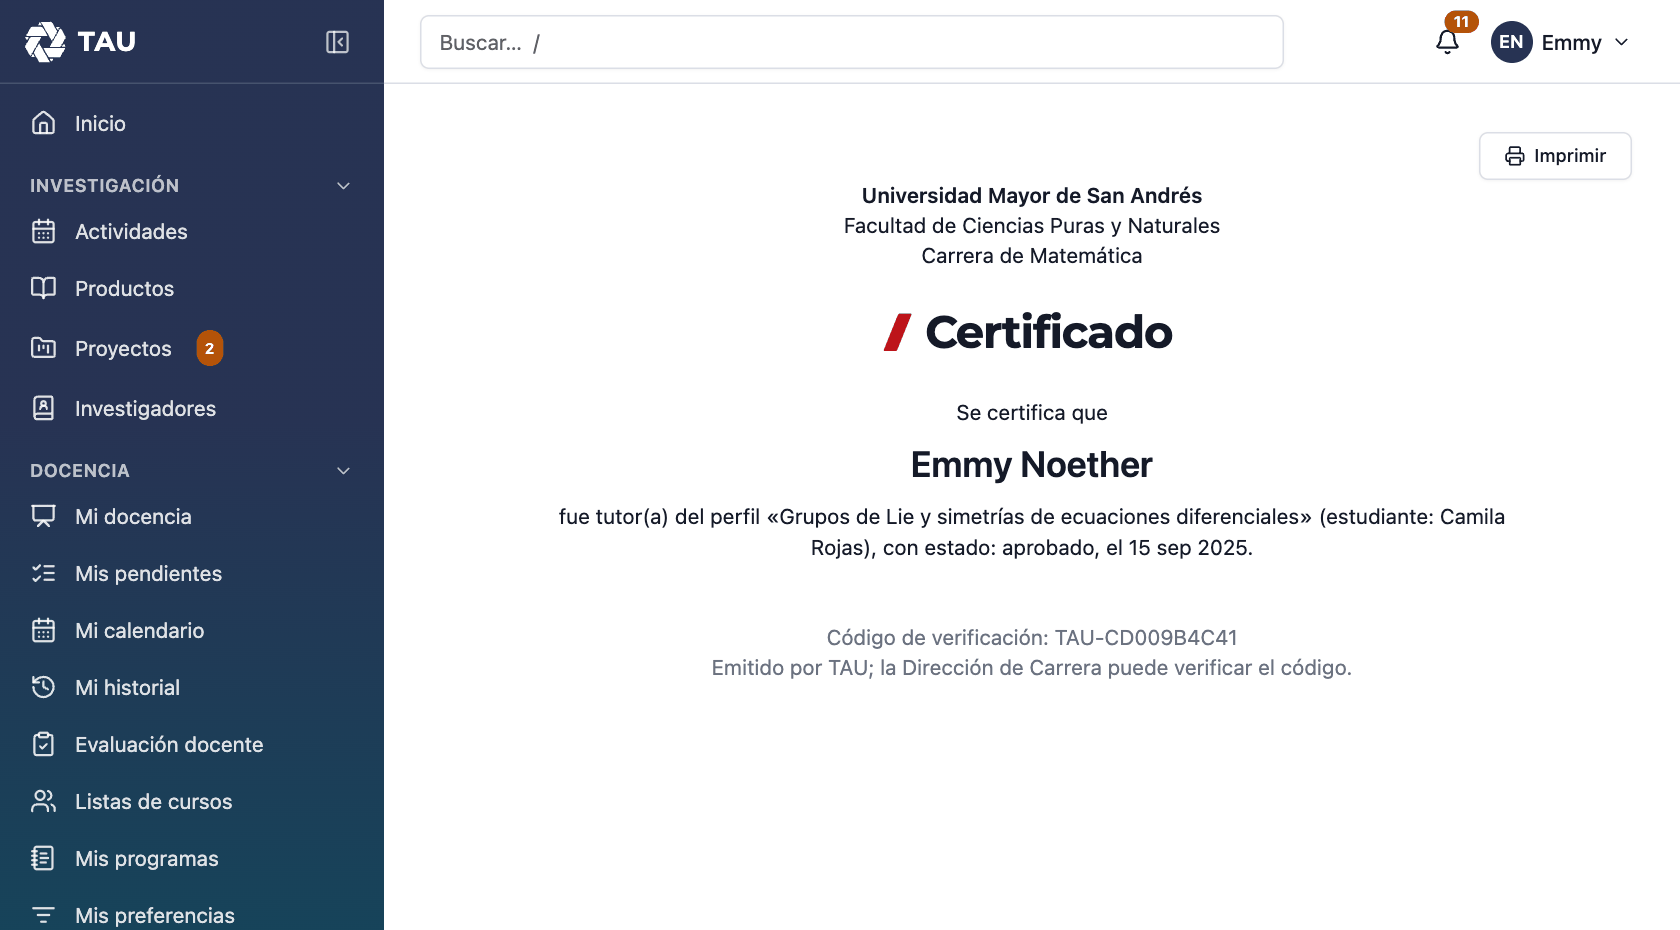 TAU
Buscar... /
11
EN Emmy
Inicio
INVESTIGACIÓN
Actividades
Productos
Proyectos 2
Investigadores
DOCENCIA
Mi docencia
Mis pendientes
Mi calendario
Mi historial
Evaluación docente
Listas de cursos
Mis programas
Mis preferencias
Imprimir
Universidad Mayor de San Andrés
Facultad de Ciencias Puras y Naturales
Carrera de Matemática
Certificado
Se certifica que
Emmy Noether
fue tutor(a) del perfil «Grupos de Lie y simetrías de ecuaciones diferenciales» (estudiante: Camila
Rojas), con estado: aprobado, el 15 sep 2025.
Código de verificación: TAU-CD009B4C41
Emitido por TAU; la Dirección de Carrera puede verificar el código.